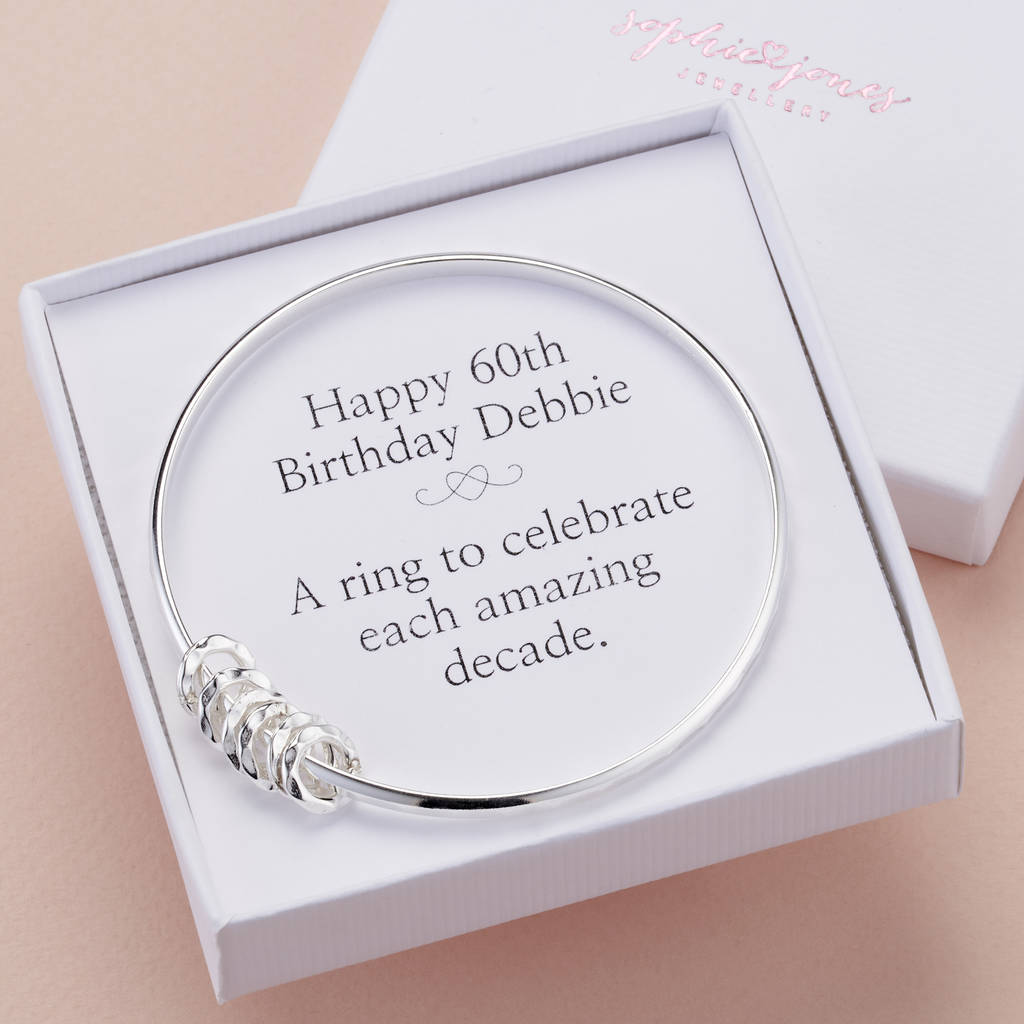 sophie jones
JEWELLERY
Happy 60th
Birthday Debbie
A ring to celebrate
each amazing
decade.